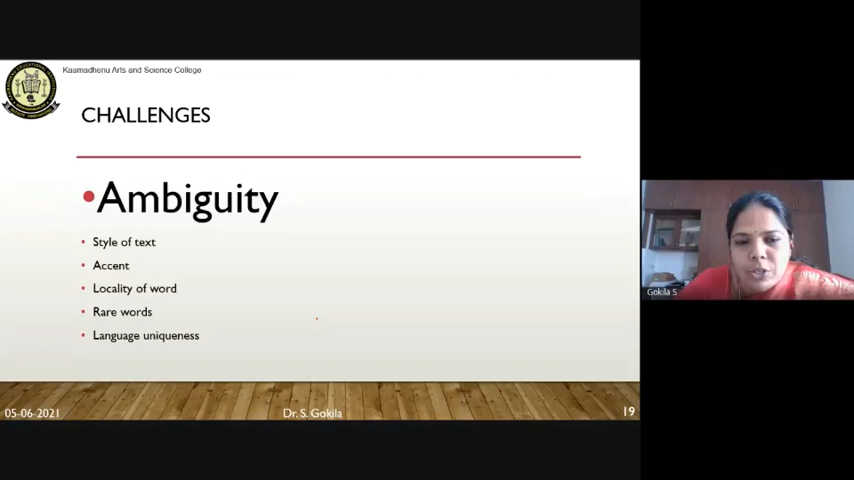 Kaamadhenu Arts and Science College
CHALLENGES
•Ambiguity
• Style of text
• Accent
• Locality of word
• Rare words
• Language uniqueness
05-06-2021
Dr. S. Gokila
19
Gokila S